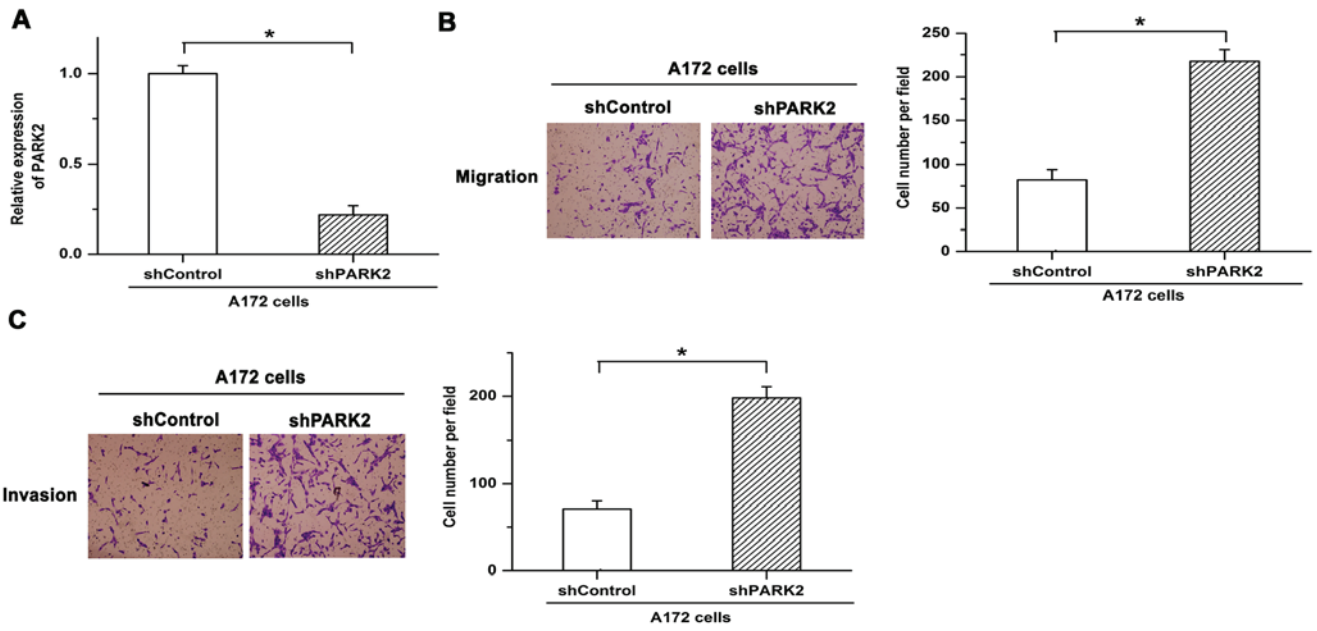 A
*
1.0
0.5
0.0
Relative expression
of PARK2
shControl
shPARK2
A172 cells
B
A172 cells
shControl
shPARK2
Migration
*
250
200
150
100
50
0
Cell number per field
shControl
shPARK2
A172 cells
C
A172 cells
shControl
shPARK2
Invasion
*
200
100
0
Cell number per field
shControl
shPARK2
A172 cells